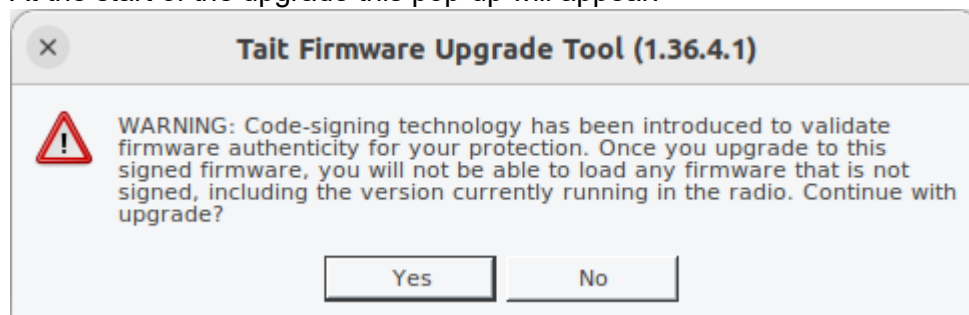 At the start of the upgrade this pop-up will appear:
Tait Firmware Upgrade Tool (1.36.4.1)
WARNING: Code-signing technology has been introduced to validate
firmware authenticity for your protection. Once you upgrade to this
signed firmware, you will not be able to load any firmware that is not
signed, including the version currently running in the radio. Continue with
upgrade?
Yes
No